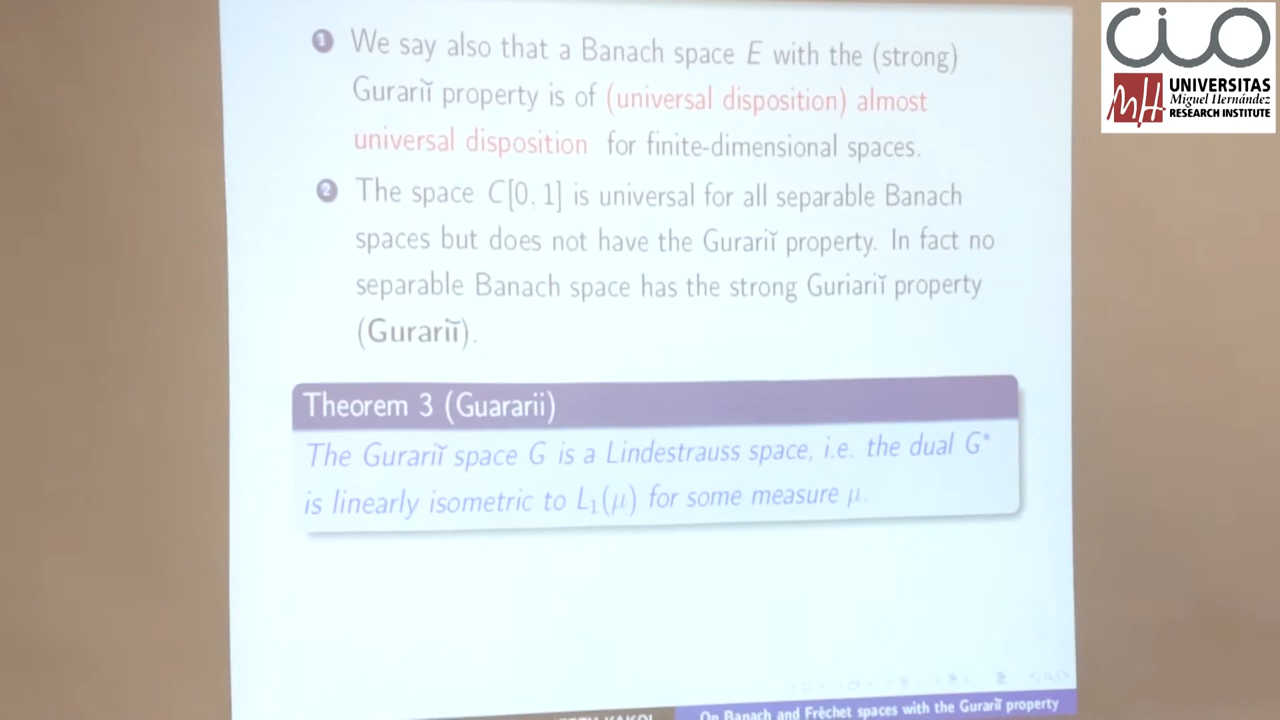 1 We say also that a Banach space E with the (strong)
Gurariĭ property is of (universal disposition) almost
universal disposition for finite-dimensional spaces.
2 The space C[0, 1] is universal for all separable Banach
spaces but does not have the Gurariĭ property. In fact no
separable Banach space has the strong Guriariĭ property
(Gurariĭ).
Theorem 3 (Guararii)
The Gurariĭ space G is a Lindestrauss space, i.e. the dual G*
is linearly isometric to L₁(μ) for some measure μ.
On Banach and Fréchet spaces with the Gurariĭ property
CIO
MH
UNIVERSITAS
Miguel Hernández
RESEARCH INSTITUTE